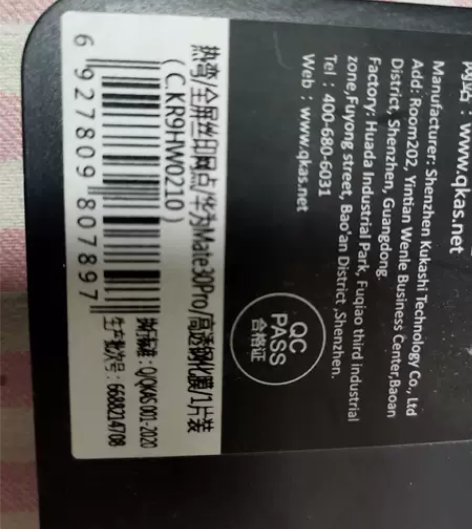 网站：www.qkas.net
Manufacturer: Shenzhen Kukashi Technology Co., Ltd
Add: Room202, Yintian Wenle Business Center,Baoan
District, Shenzhen, Guangdong.
Factory: Huada Industrial Park, Fuqiao third industrial
zone,Fuyong street, Bao'an District ,Shenzhen.
Tel：400-680-6031
Web：www.qkas.net
QC
PASS
合格证
热弯/全屏丝印网点/华为Mate30Pro/高透钢化膜/1片装
(C.KR9HW0210)
6 927809 807897
执行标准：Q/QKAS 001-2020
生产批次号：6688214708